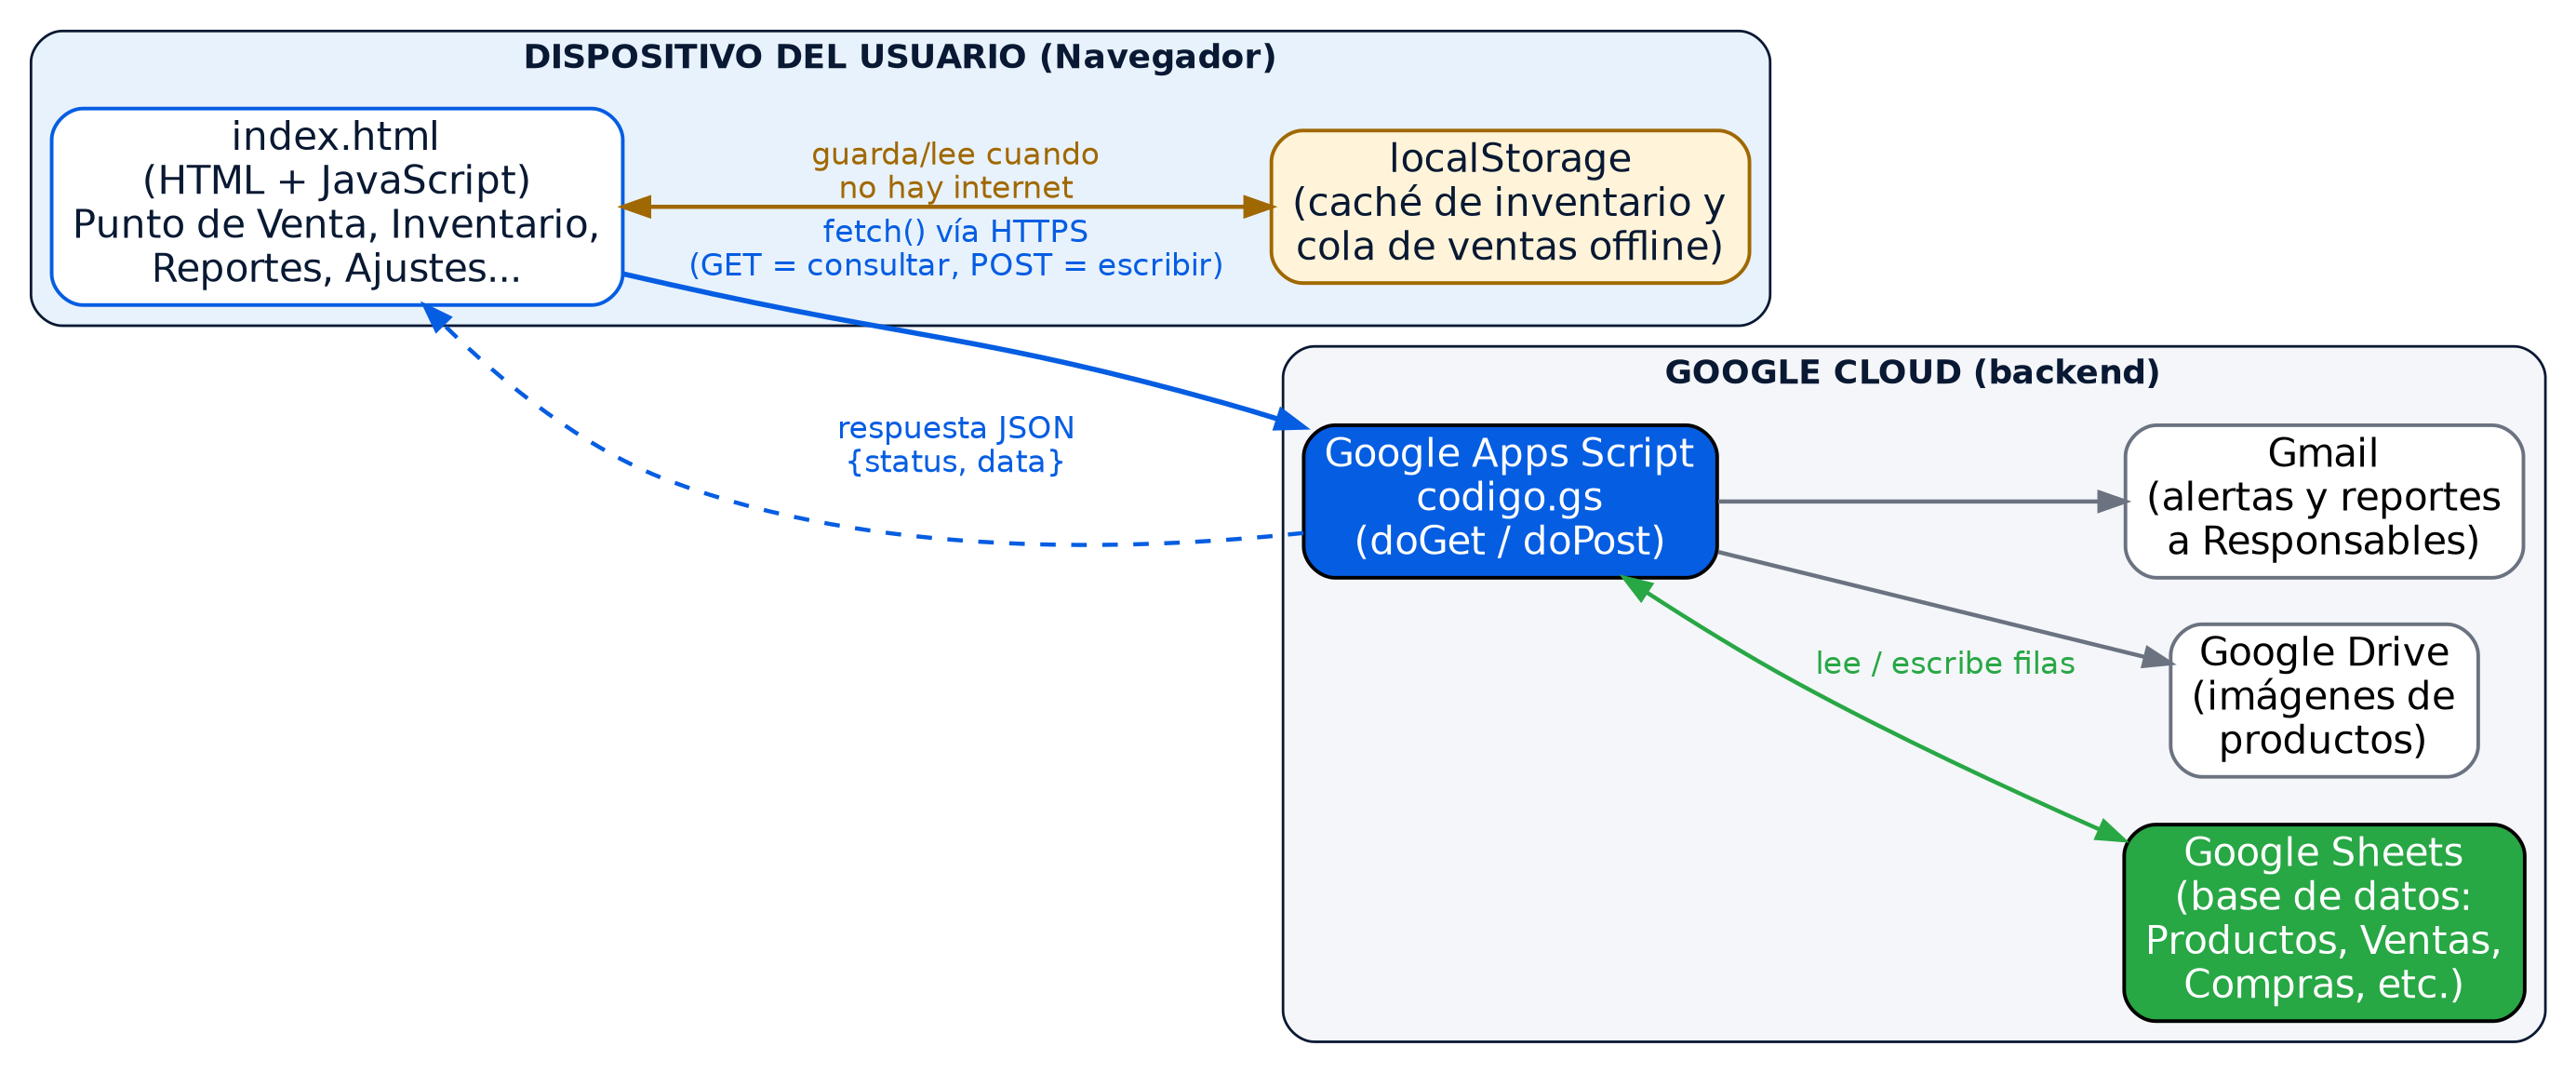 DISPOSITIVO DEL USUARIO (Navegador)
index.html
(HTML + JavaScript)
Punto de Venta, Inventario,
Reportes, Ajustes...
guarda/lee cuando
no hay internet
fetch() vía HTTPS
(GET = consultar, POST = escribir)
localStorage
(caché de inventario y
cola de ventas offline)
respuesta JSON
{status, data}
GOOGLE CLOUD (backend)
Google Apps Script
codigo.gs
(doGet / doPost)
Gmail
(alertas y reportes
a Responsables)
lee / escribe filas
Google Drive
(imágenes de
productos)
Google Sheets
(base de datos:
Productos, Ventas,
Compras, etc.)